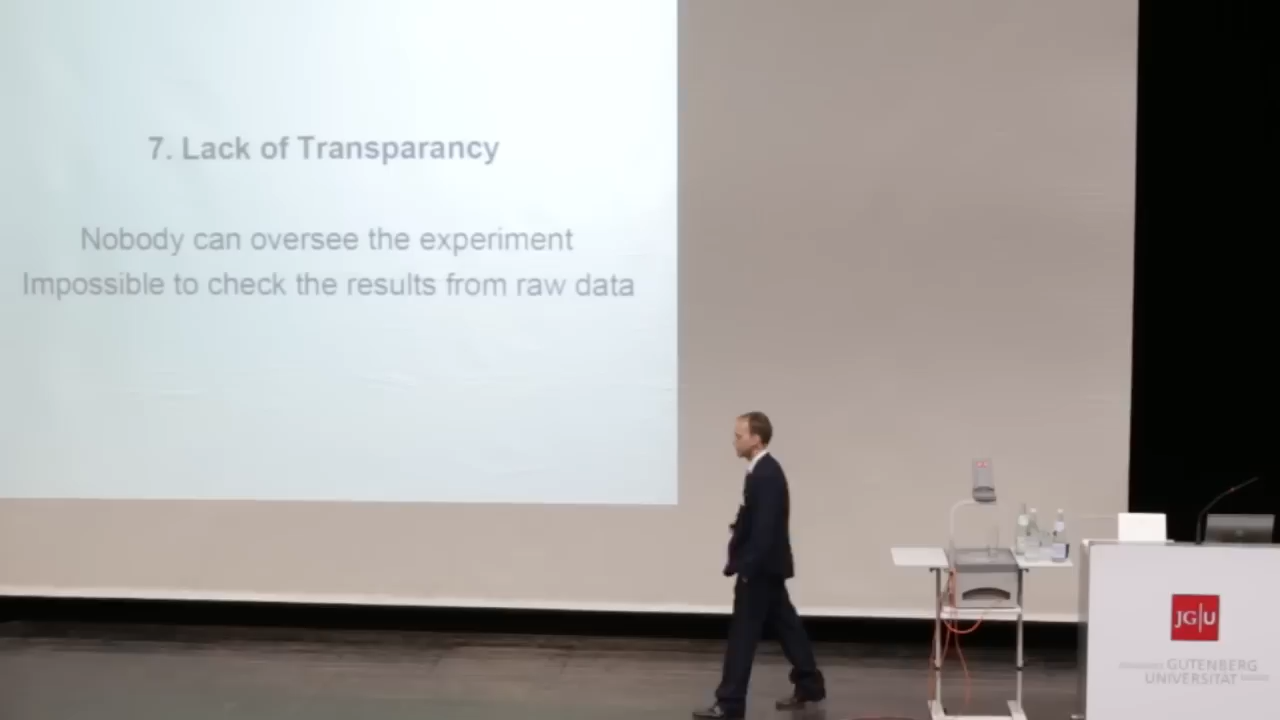 7. Lack of Transparancy
Nobody can oversee the experiment
Impossible to check the results from raw data
JG|U
GUTENBERG
UNIVERSITÄT